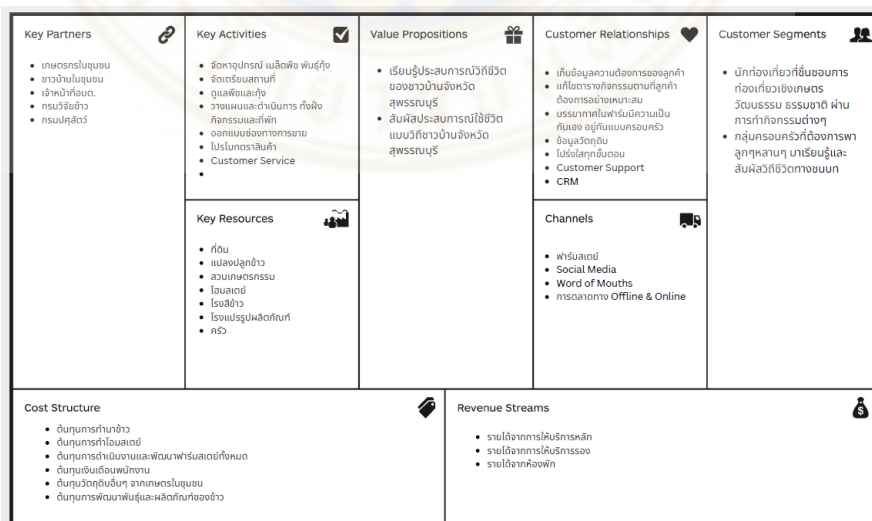 Key Partners
เกษตรกรในชุมชน
ชาวบ้านในชุมชน
เจ้าหน้าที่อบต.
กรมวิจัยข้าว
กรมปศุสัตว์
Key Activities
จัดหาอุปกรณ์ เมล็ดพืช พันธุ์กุ้ง
จัดเตรียมสถานที่
ดูแลพืชและกุ้ง
วางแผนและดำเนินการ ทั้งฝั่ง
กิจกรรมและที่พัก
ออกแบบช่องทางการขาย
โปรโมทตราสินค้า
Customer Service
Key Resources
ที่ดิน
แปลงปลูกข้าว
สวนเกษตรกรรม
โฮมสเตย์
โรงสีข้าว
โรงแปรรูปผลิตภัณฑ์
ครัว
Value Propositions
เรียนรู้ประสบการณ์วิถีชีวิต
ของชาวบ้านจังหวัด
สุพรรณบุรี
สัมผัสประสบการณ์ใช้ชีวิต
แบบวิถีชาวบ้านจังหวัด
สุพรรณบุรี
Customer Relationships
เก็บข้อมูลความต้องการของลูกค้า
แก้ไขตารางกิจกรรมตามที่ลูกค้า
ต้องการอย่างเหมาะสม
บรรยากาศในฟาร์มมีความเป็น
กันเอง อยู่กันแบบครอบครัว
ข้อมูลวัตถุดิบ
โปร่งใสทุกขั้นตอน
Customer Support
CRM
Channels
ฟาร์มสเตย์
Social Media
Word of Mouths
การตลาดทาง Offline & Online
Customer Segments
นักท่องเที่ยวที่ชื่นชอบการ
ท่องเที่ยวเชิงเกษตร
วัฒนธรรม ธรรมชาติ ผ่าน
การทำกิจกรรมต่างๆ
กลุ่มครอบครัวที่ต้องการพา
ลูกๆหลานๆ มาเรียนรู้และ
สัมผัสวิถีชีวิตทางชนบท
Cost Structure
ต้นทุนการทำนาข้าว
ต้นทุนการทำโฮมสเตย์
ต้นทุนการดำเนินงานและพัฒนาฟาร์มสเตย์ทั้งหมด
ต้นทุนเงินเดือนพนักงาน
ต้นทุนวัตถุดิบอื่นๆ จากเกษตรในชุมชน
ต้นทุนการพัฒนาพันธุ์และผลิตภัณฑ์ของข้าว
Revenue Streams
รายได้จากการให้บริการหลัก
รายได้จากการให้บริการรอง
รายได้จากห้องพัก